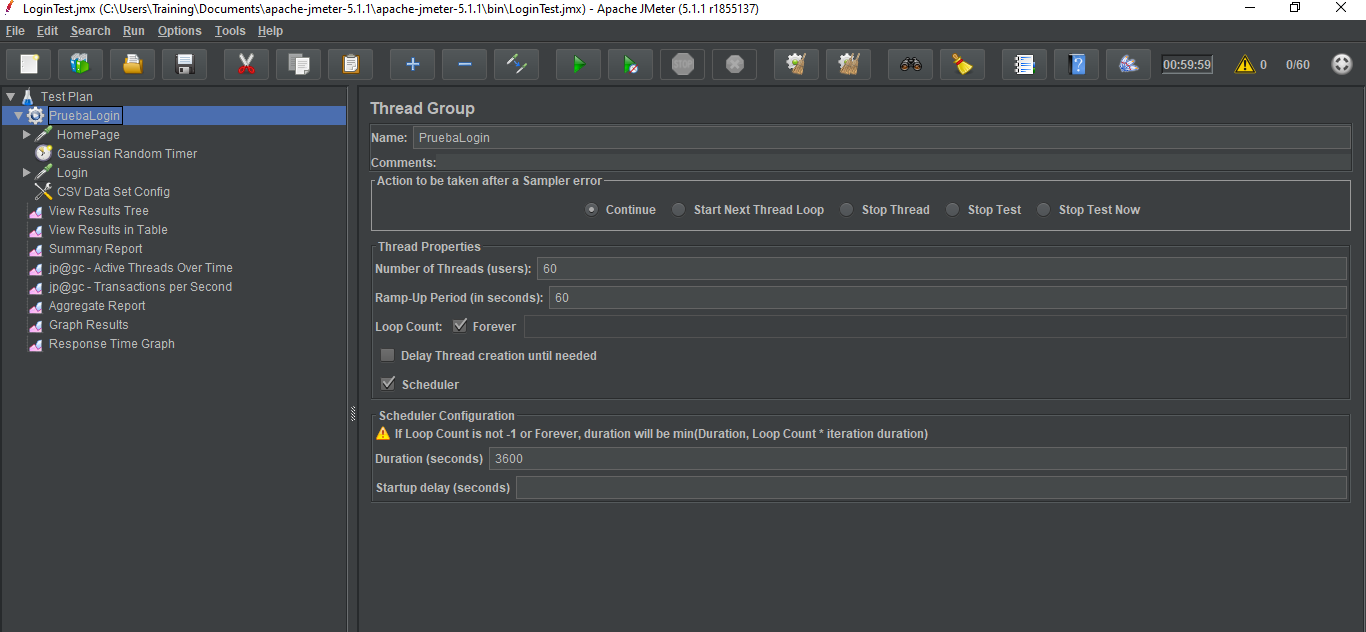 LoginTest.jmx (C:\Users\Training\Documents\apache-jmeter-5.1.1\apache-jmeter-5.1.1\bin\LoginTest.jmx) - Apache JMeter (5.1.1 r1855137)
File Edit Search Run Options Tools Help
STOP 00:59:59 0 0/60
Test Plan
PruebaLogin
HomePage
Gaussian Random Timer
Login
CSV Data Set Config
View Results Tree
View Results in Table
Summary Report
jp@gc - Active Threads Over Time
jp@gc - Transactions per Second
Aggregate Report
Graph Results
Response Time Graph
Thread Group
Name: PruebaLogin
Comments:
Action to be taken after a Sampler error
Continue Start Next Thread Loop Stop Thread Stop Test Stop Test Now
Thread Properties
Number of Threads (users): 60
Ramp-Up Period (in seconds): 60
Loop Count: Forever
Delay Thread creation until needed
Scheduler
Scheduler Configuration
If Loop Count is not -1 or Forever, duration will be min(Duration, Loop Count * iteration duration)
Duration (seconds) 3600
Startup delay (seconds)